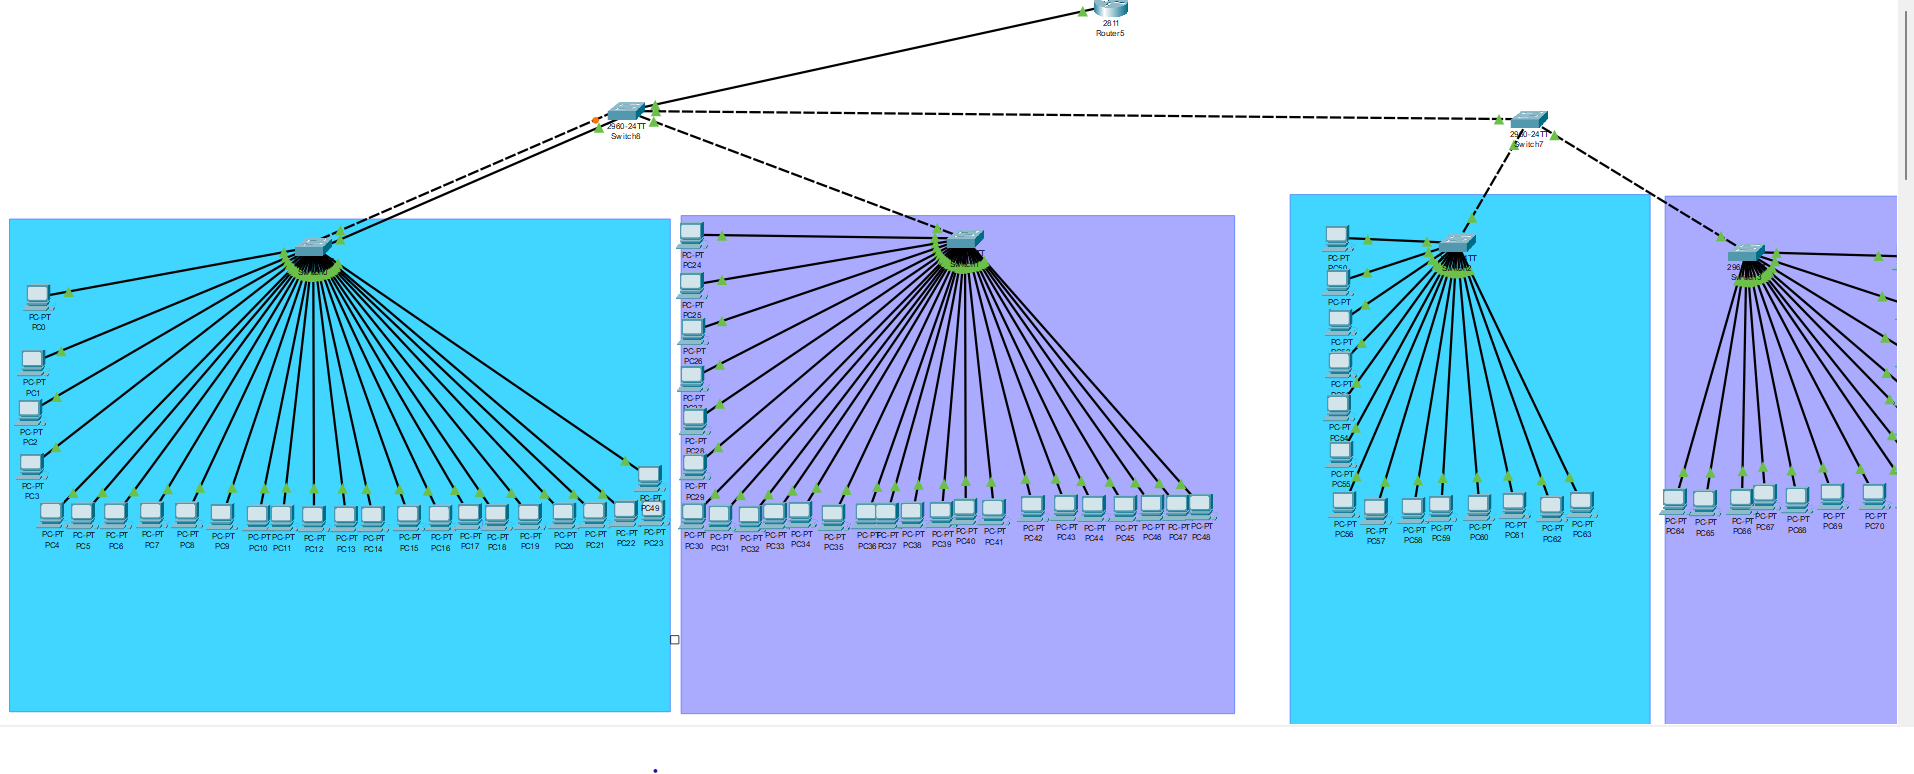 2811
Router5
2960-24TT
Switch6
Switch7
PC-PT
PC0
PC-PT
PC1
PC-PT
PC2
PC-PT
PC3
PC-PT
PC4
PC-PT
PC5
PC-PT
PC6
PC-PT
PC7
PC-PT
PC8
PC-PT
PC9
PC-PT
PC10
PC-PT
PC11
PC-PT
PC12
PC-PT
PC13
PC-PT
PC14
PC-PT
PC15
PC-PT
PC16
PC-PT
PC17
PC-PT
PC18
PC-PT
PC19
PC-PT
PC20
PC-PT
PC21
PC-PT
PC22
PC-PT
PC23
PC-PT
PC49
PC-PT
PC24
PC-PT
PC25
PC-PT
PC26
PC-PT
PC27
PC-PT
PC28
PC-PT
PC29
PC-PT
PC30
PC-PT
PC31
PC-PT
PC32
PC-PT
PC33
PC-PT
PC34
PC-PT
PC35
PC-PT
PC36
PC-PT
PC37
PC-PT
PC38
PC-PT
PC39
PC-PT
PC40
PC-PT
PC41
PC-PT
PC42
PC-PT
PC43
PC-PT
PC44
PC-PT
PC45
PC-PT
PC46
PC-PT
PC47
PC-PT
PC48
PC-PT
PC50
PC-PT
PC-PT
PC-PT
PC-PT
PC54
PC-PT
PC55
PC-PT
PC56
PC-PT
PC57
PC-PT
PC58
PC-PT
PC59
PC-PT
PC60
PC-PT
PC61
PC-PT
PC62
PC-PT
PC63
PC-PT
PC64
PC-PT
PC65
PC-PT
PC66
PC-PT
PC67
PC-PT
PC68
PC-PT
PC69
PC-PT
PC70